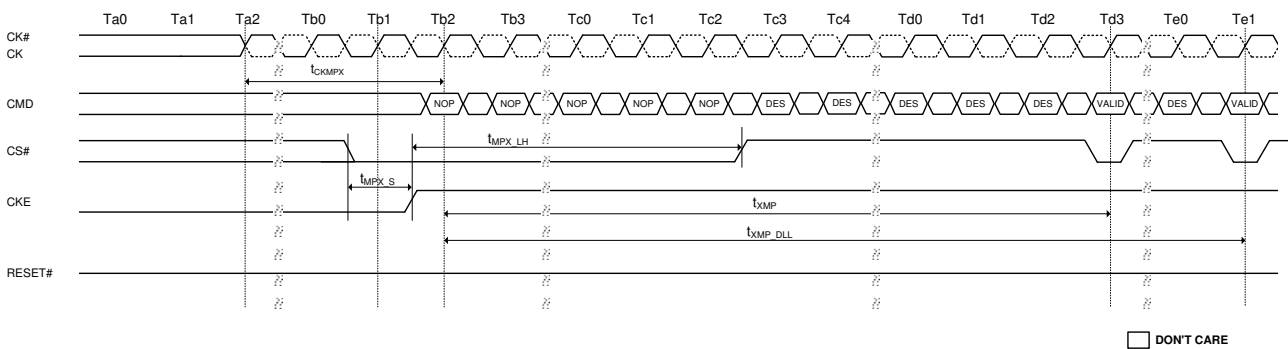 Ta0 Ta1 Ta2 Tb0 Tb1 Tb2 Tb3 Tc0 Tc1 Tc2 Tc3 Tc4 Td0 Td1 Td2 Td3 Te0 Te1
CK#
CK
tCKMPX
CMD NOP NOP NOP NOP NOP DES DES DES DES DES VALID DES VALID
CS# tMPX_LH
tMPX_S
CKE
tXMP
tXMP_DLL
RESET#
DON'T CARE